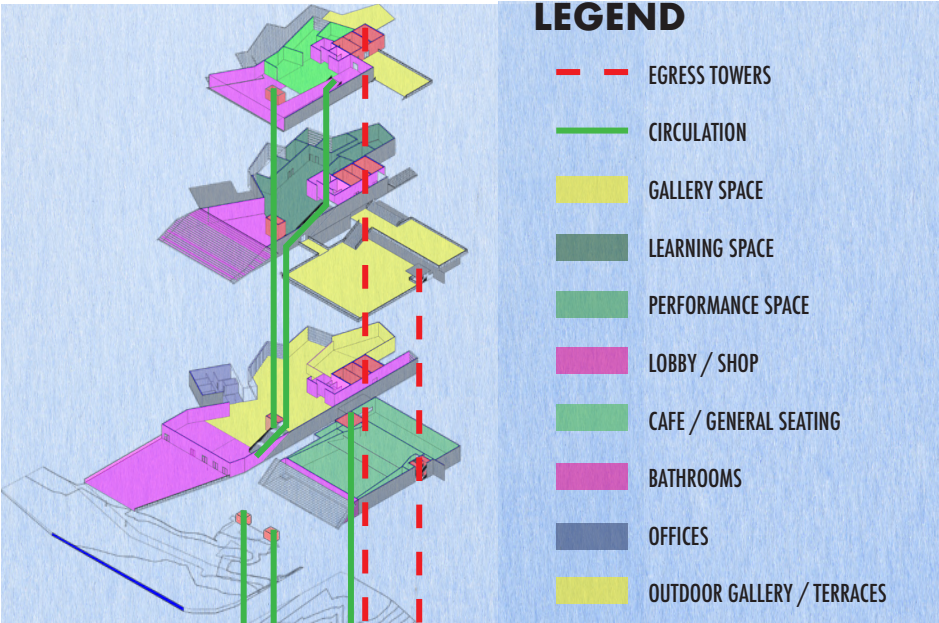 LEGEND
EGRESS TOWERS
CIRCULATION
GALLERY SPACE
LEARNING SPACE
PERFORMANCE SPACE
LOBBY / SHOP
CAFE / GENERAL SEATING
BATHROOMS
OFFICES
OUTDOOR GALLERY / TERRACES